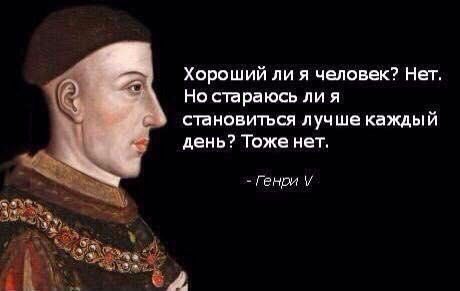 Хороший ли я человек? Нет.
Но стараюсь ли я
становиться лучше каждый
день? Тоже нет.
- Генри V